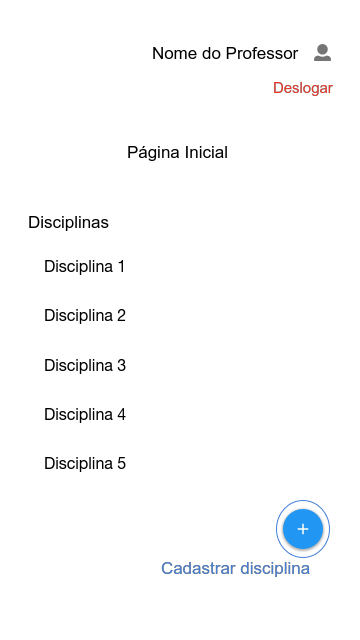 Nome do Professor
Deslogar
Página Inicial
Disciplinas
Disciplina 1
Disciplina 2
Disciplina 3
Disciplina 4
Disciplina 5
+
Cadastrar disciplina